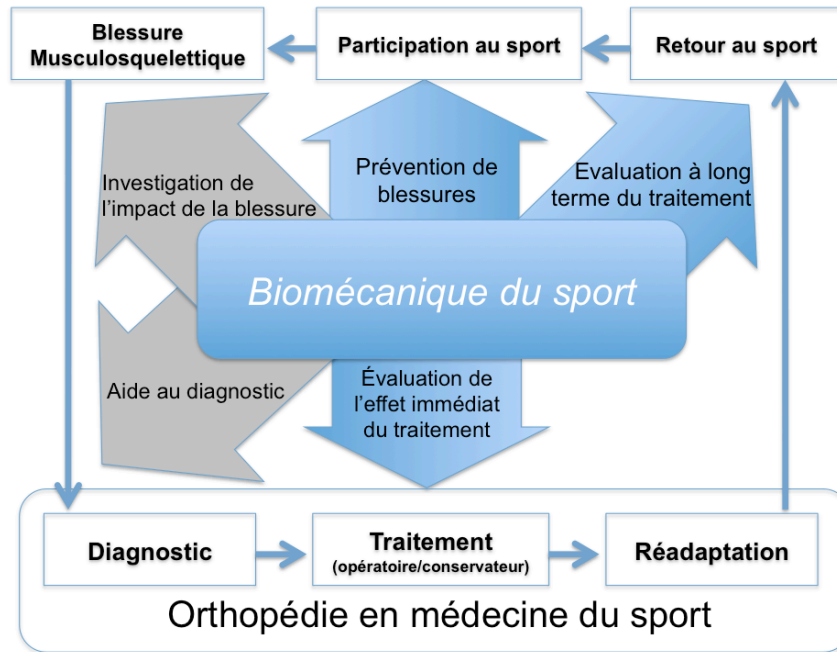 Blessure
Musculosquelettique
Participation au sport
Retour au sport
Investigation de
l'impact de la blessure
Prévention de
blessures
Evaluation à long
terme du traitement
Biomécanique du sport
Aide au diagnostic
Évaluation de
l'effet immédiat
du traitement
Diagnostic
Traitement
(opératoire/conservateur)
Réadaptation
Orthopédie en médecine du sport